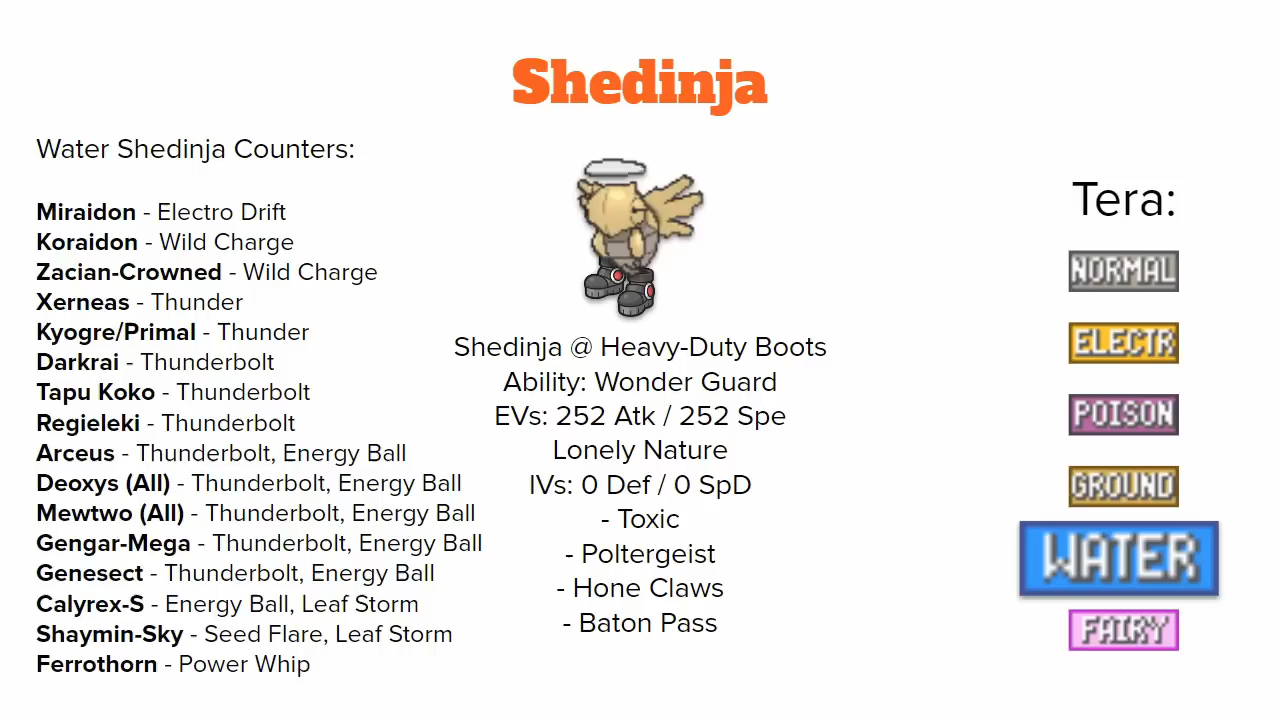 Shedinja
Water Shedinja Counters:
Miraidon - Electro Drift
Koraidon - Wild Charge
Zacian-Crowned - Wild Charge
Xerneas - Thunder
Kyogre/Primal - Thunder
Darkrai - Thunderbolt
Tapu Koko - Thunderbolt
Regieleki - Thunderbolt
Arceus - Thunderbolt, Energy Ball
Deoxys (All) - Thunderbolt, Energy Ball
Mewtwo (All) - Thunderbolt, Energy Ball
Gengar-Mega - Thunderbolt, Energy Ball
Genesect - Thunderbolt, Energy Ball
Calyrex-S - Energy Ball, Leaf Storm
Shaymin-Sky - Seed Flare, Leaf Storm
Ferrothorn - Power Whip
Shedinja @ Heavy-Duty Boots
Ability: Wonder Guard
EVs: 252 Atk / 252 Spe
Lonely Nature
IVs: 0 Def / 0 SpD
- Toxic
- Poltergeist
- Hone Claws
- Baton Pass
Tera:
NORMAL
ELECTR
POISON
GROUND
WATER
FAIRY